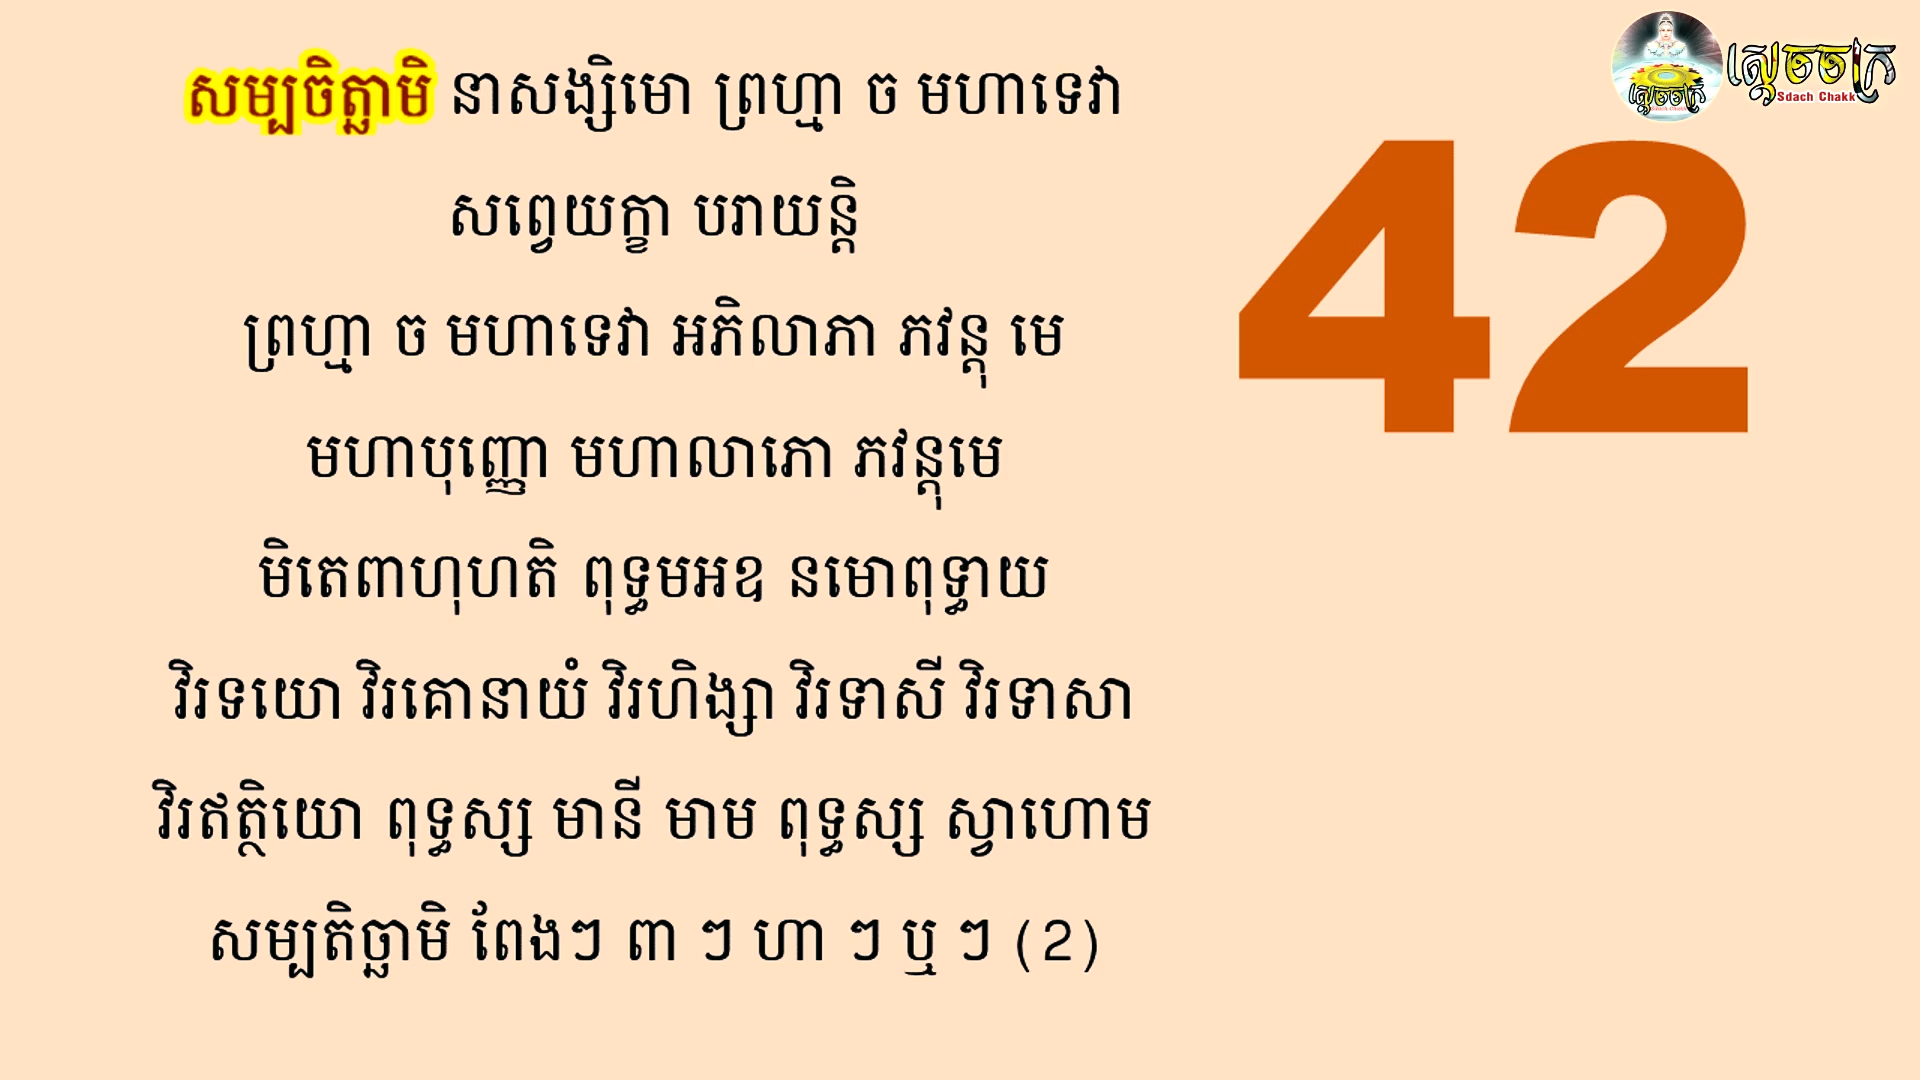 សម្បចិត្ឆាមិ នាសង្សិមោ ព្រហ្មា ច មហាទេវា
សព្វេយក្ខា បរាយន្តិ
ព្រហ្មា ច មហាទេវា អភិលាភា ភវន្តុ មេ
មហាបុញ្ញោ មហាលាភោ ភវន្តុមេ
មិតេពាហុហតិ ពុទ្ធមអឧ នមោពុទ្ធាយ
វិរទយោ វិរគោនាយំ វិរហិង្សា វិរទាសី វិរទាសា
វិរឥត្ថិយោ ពុទ្ធស្ស មានី មាម ពុទ្ធស្ស ស្វាហោម
សម្បតិច្ឆាមិ ពែងៗ ពា ៗ ហា ៗ ឬ ៗ (2)
42
ស្ដេចចក្រ
Sdach Chakk